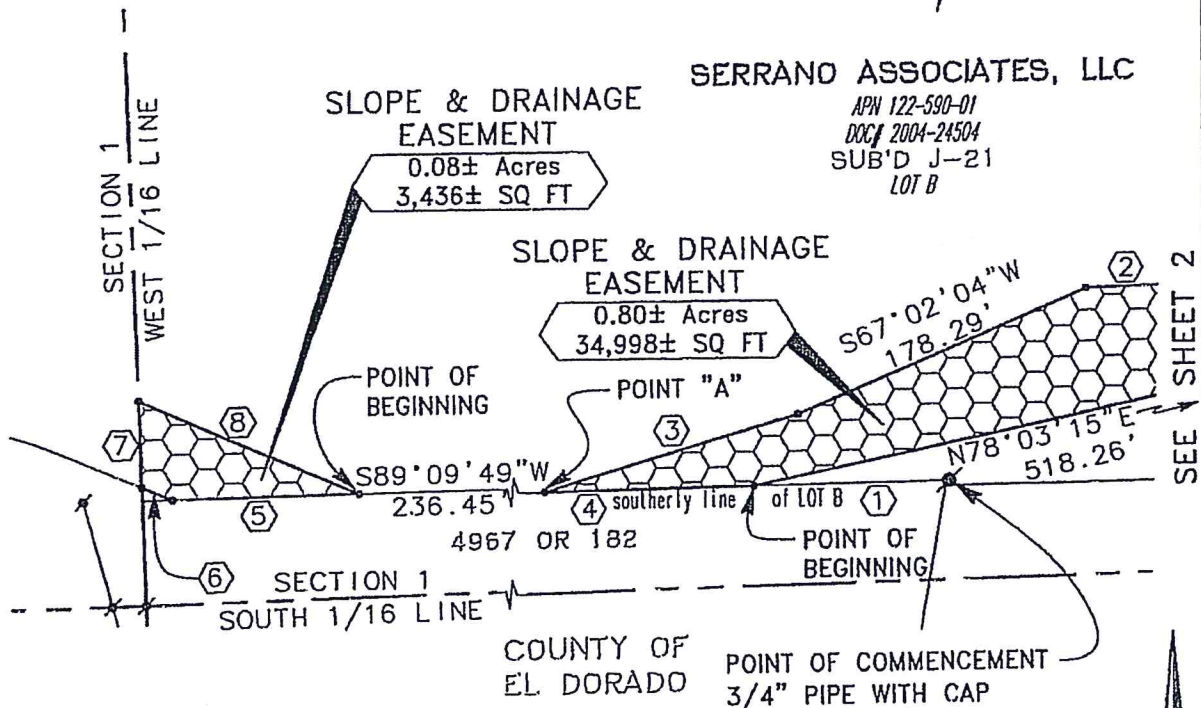 SERRANO ASSOCIATES, LLC
APN 122-590-01
DOC# 2004-24504
SUB'D J-21
LOT B
SLOPE & DRAINAGE
EASEMENT
0.08± Acres
3,436± SQ FT
SECTION 1
WEST 1/16 LINE
SLOPE & DRAINAGE
EASEMENT
0.80± Acres
34,998± SQ FT
S67°02'04"W
178.29'
2
SEE SHEET 2
POINT OF
BEGINNING
POINT "A"
8
7
3
N78°03'15"E
518.26'
S89°09'49"W
236.45'
4967 OR 182
5
4
southerly line of LOT B
1
6
POINT OF
BEGINNING
SECTION 1
SOUTH 1/16 LINE
COUNTY OF
EL DORADO
POINT OF COMMENCEMENT
3/4" PIPE WITH CAP